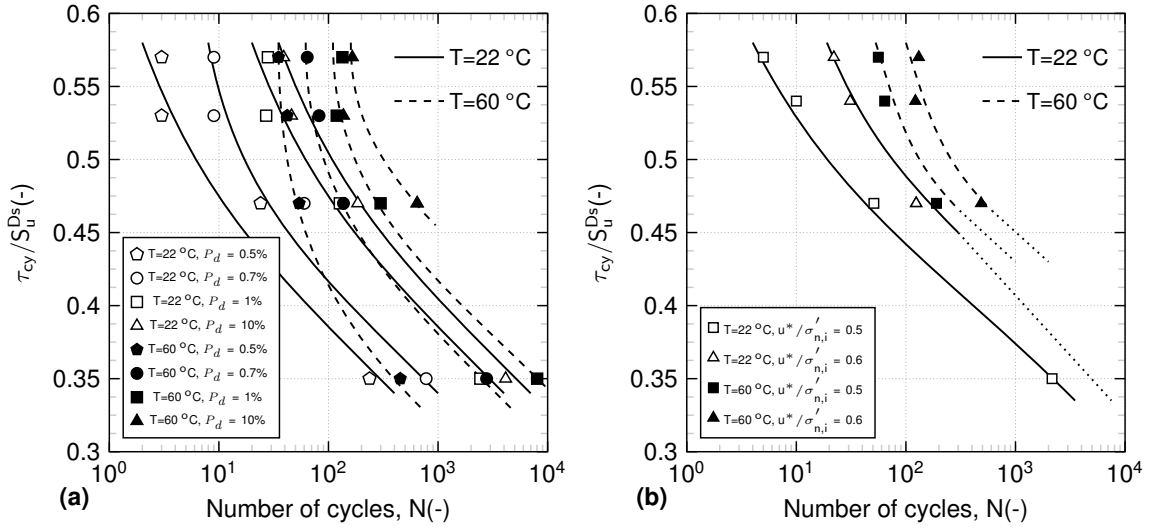 0.6
0.55
0.5
0.45
0.4
0.35
0.3
τcy/SuDs(-)
T=22 °C
T=60 °C
T=22 °C, Pd = 0.5%
T=22 °C, Pd = 0.7%
T=22 °C, Pd = 1%
T=22 °C, Pd = 10%
T=60 °C, Pd = 0.5%
T=60 °C, Pd = 0.7%
T=60 °C, Pd = 1%
T=60 °C, Pd = 10%
10^0 10^1 10^2 10^3 10^4
(a) Number of cycles, N(-)
0.6
0.55
0.5
0.45
0.4
0.35
0.3
τcy/SuDs(-)
T=22 °C
T=60 °C
T=22 °C, u*/σ'n,i = 0.5
T=22 °C, u*/σ'n,i = 0.6
T=60 °C, u*/σ'n,i = 0.5
T=60 °C, u*/σ'n,i = 0.6
10^0 10^1 10^2 10^3 10^4
(b) Number of cycles, N(-)